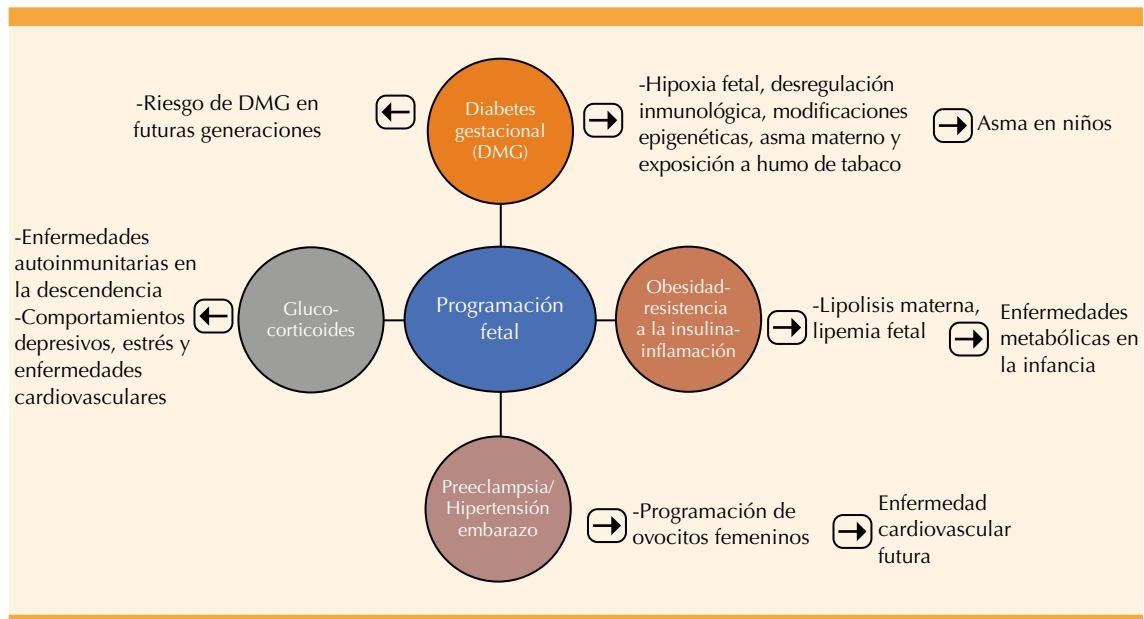 Diabetes
gestacional
(DMG)
-Riesgo de DMG en
futuras generaciones
-Hipoxia fetal, desregulación
inmunológica, modificaciones
epigenéticas, asma materno y
exposición a humo de tabaco
Asma en niños
-Enfermedades
autoinmunitarias en
la descendencia
-Comportamientos
depresivos, estrés y
enfermedades
cardiovasculares
Gluco-
corticoides
Programación
fetal
Obesidad-
resistencia
a la insulina-
inflamación
-Lipolisis materna,
lipemia fetal
Enfermedades
metabólicas en
la infancia
Preeclampsia/
Hipertensión
embarazo
-Programación de
ovocitos femeninos
Enfermedad
cardiovascular
futura